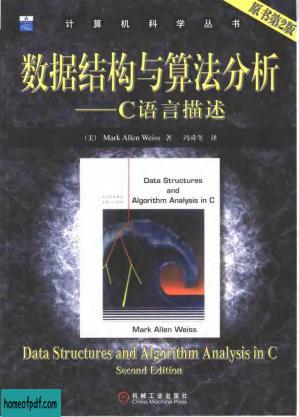 计算机科学丛书
原书第2版
数据结构与算法分析
——C语言描述
(美) Mark Allen Weiss 著 冯舜玺 译
Data Structures
and
Algorithm Analysis in C
Mark Allen Weiss
Data Structures and Algorithm Analysis in C
Second Edition
机械工业出版社
China Machine Press
homeofpdf.com